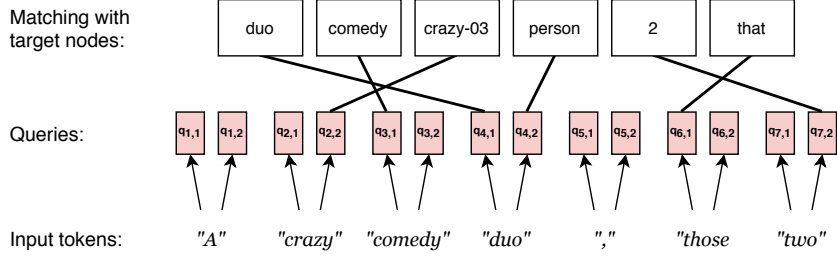 Matching with
target nodes:
duo comedy crazy-03 person 2 that
Queries: q1,1 q1,2 q2,1 q2,2 q3,1 q3,2 q4,1 q4,2 q5,1 q5,2 q6,1 q6,2 q7,1 q7,2
Input tokens: "A" "crazy" "comedy" "duo" "," "those "two"